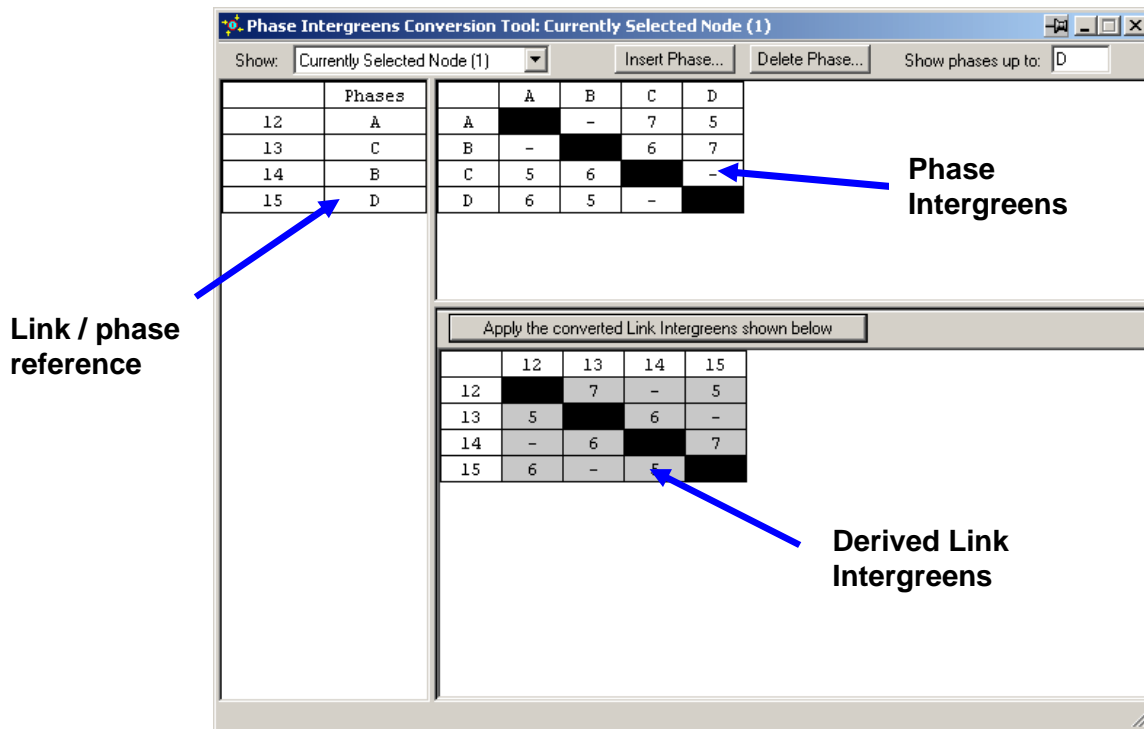 Phase Intergreens Conversion Tool: Currently Selected Node (1)
Show: Currently Selected Node (1) Insert Phase... Delete Phase... Show phases up to: D
Phases
12 A
13 C
14 B
15 D
A B C D
A - 7 5
B - 6 7
C 5 6 -
D 6 5 -
Phase
Intergreens
Link / phase
reference
Apply the converted Link Intergreens shown below
12 13 14 15
12 7 - 5
13 5 6 -
14 - 6 7
15 6 - 5
Derived Link
Intergreens